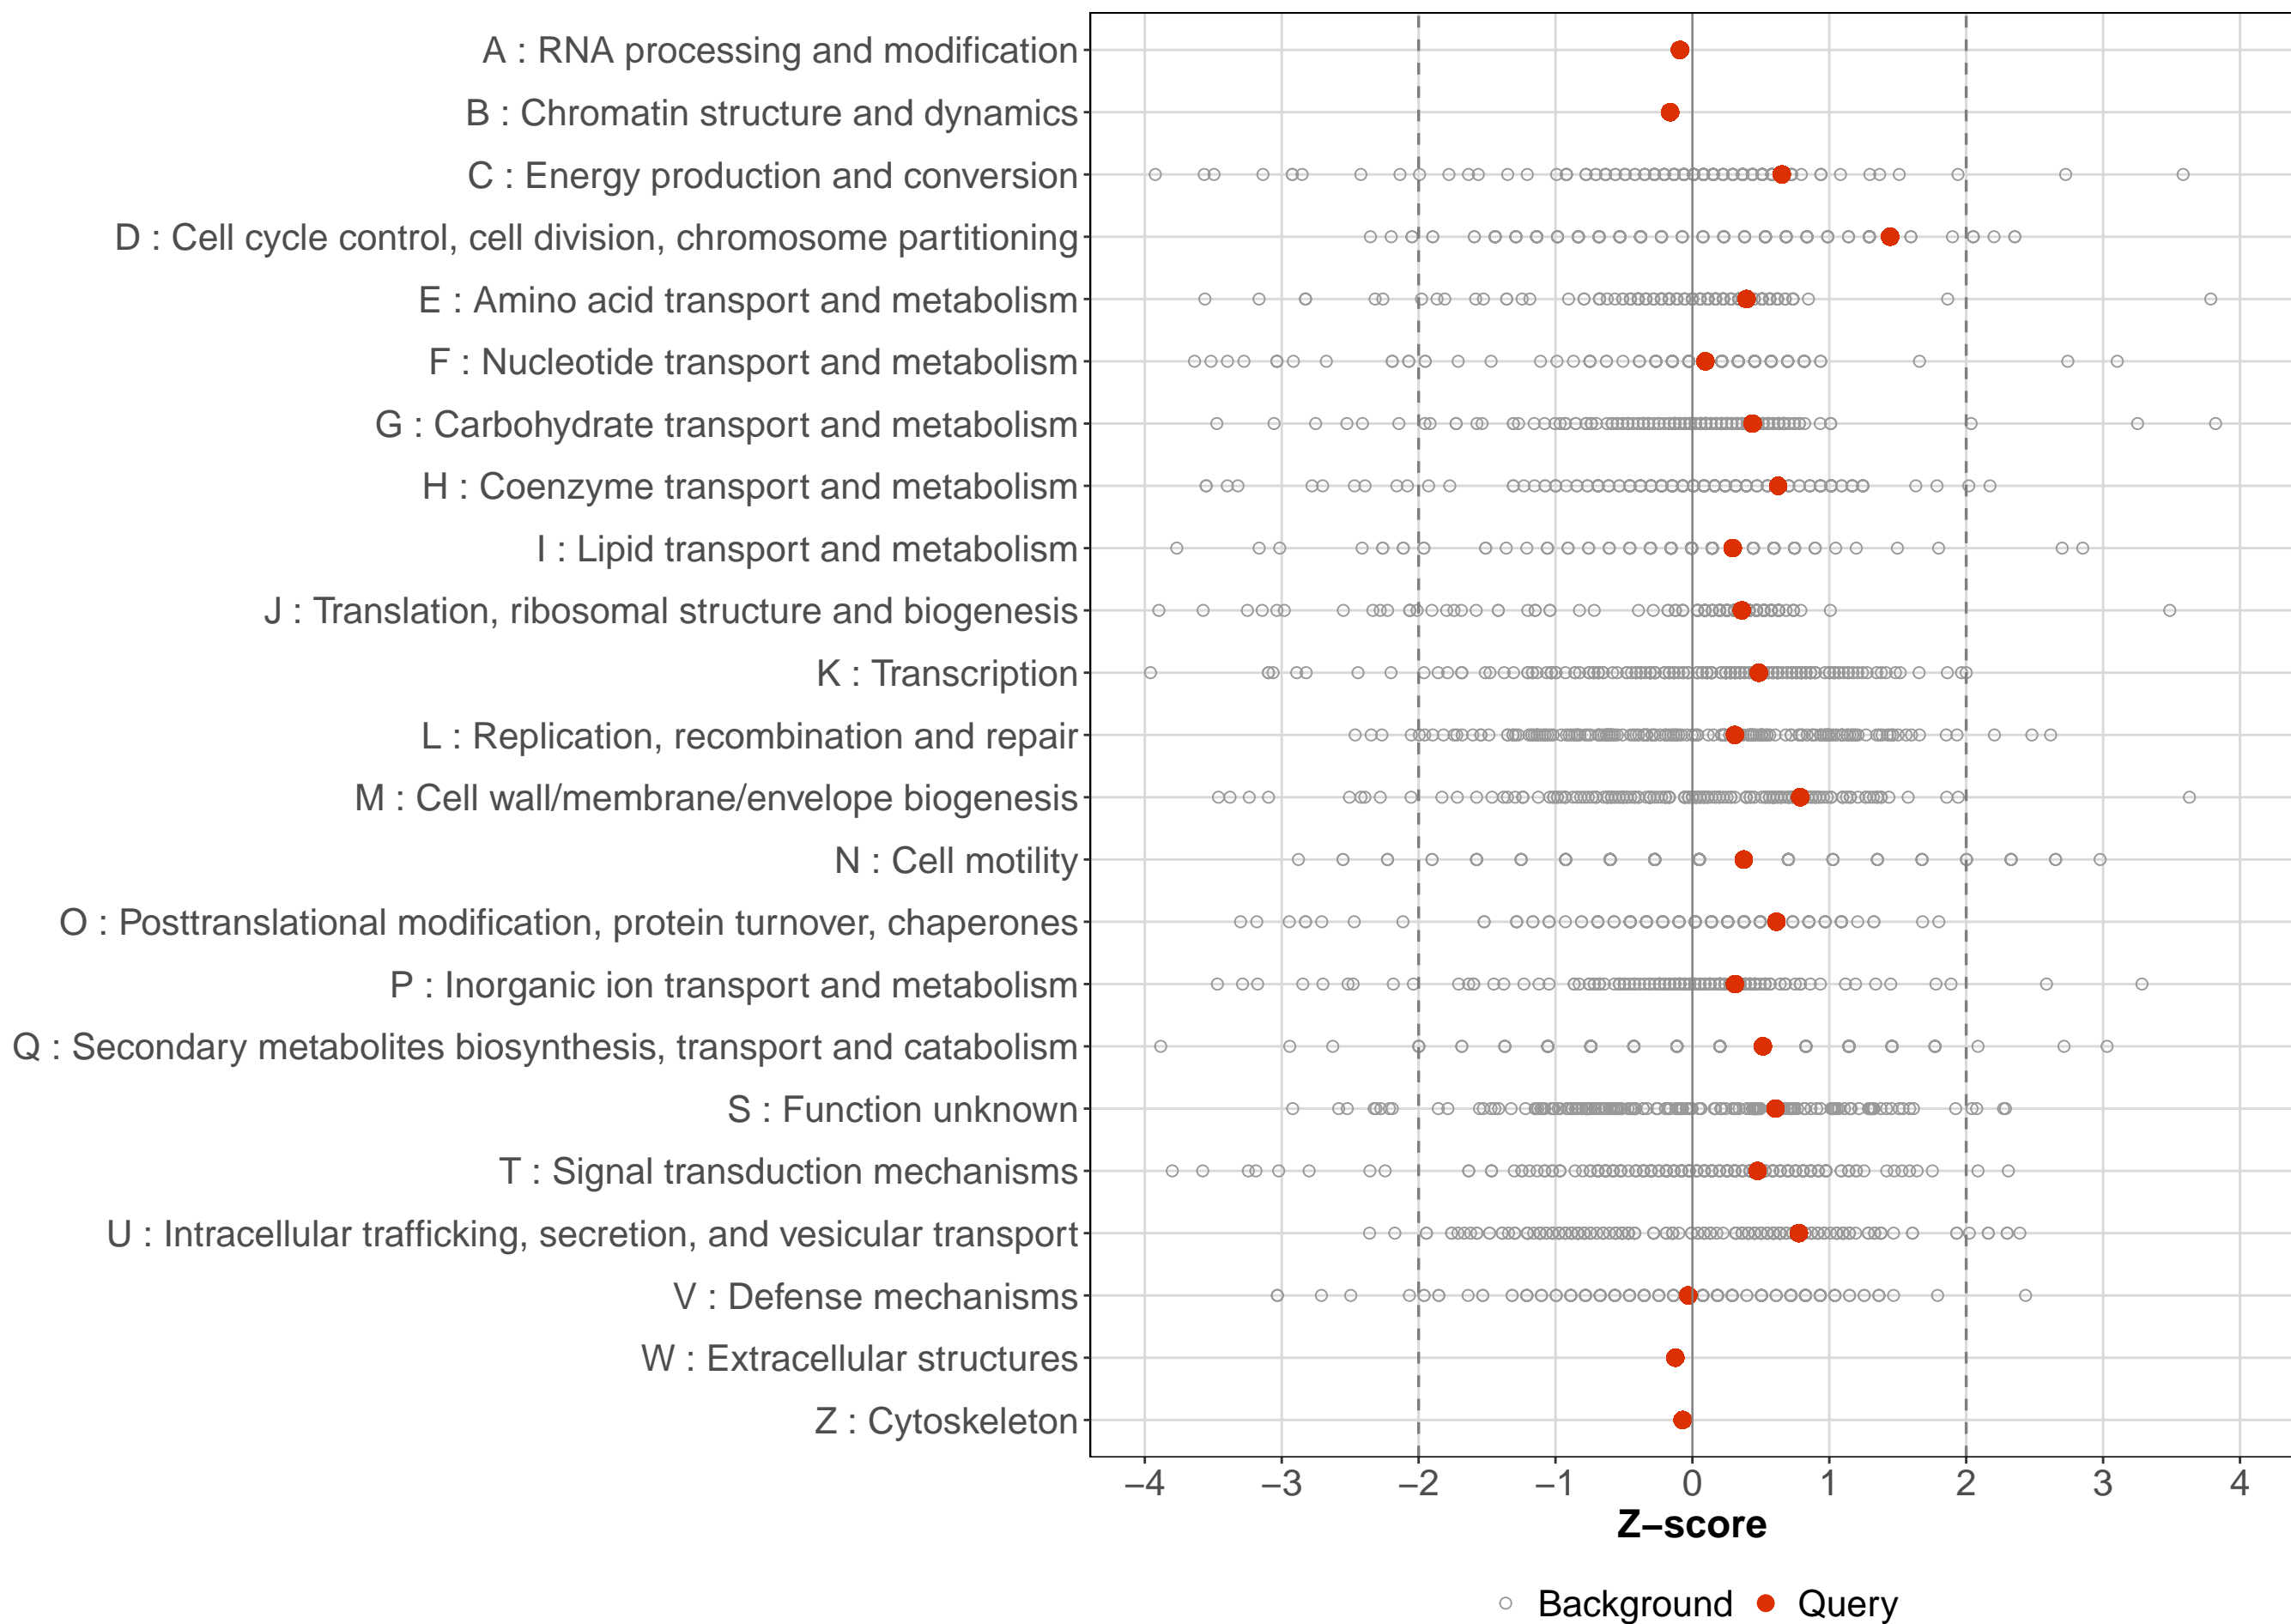 A : RNA processing and modification
B : Chromatin structure and dynamics
C : Energy production and conversion
D : Cell cycle control, cell division, chromosome partitioning
E : Amino acid transport and metabolism
F : Nucleotide transport and metabolism
G : Carbohydrate transport and metabolism
H : Coenzyme transport and metabolism
I : Lipid transport and metabolism
J : Translation, ribosomal structure and biogenesis
K : Transcription
L : Replication, recombination and repair
M : Cell wall/membrane/envelope biogenesis
N : Cell motility
O : Posttranslational modification, protein turnover, chaperones
P : Inorganic ion transport and metabolism
Q : Secondary metabolites biosynthesis, transport and catabolism
S : Function unknown
T : Signal transduction mechanisms
U : Intracellular trafficking, secretion, and vesicular transport
V : Defense mechanisms
W : Extracellular structures
Z : Cytoskeleton
−4 −3 −2 −1 0 1 2 3 4
Z−score
Background Query